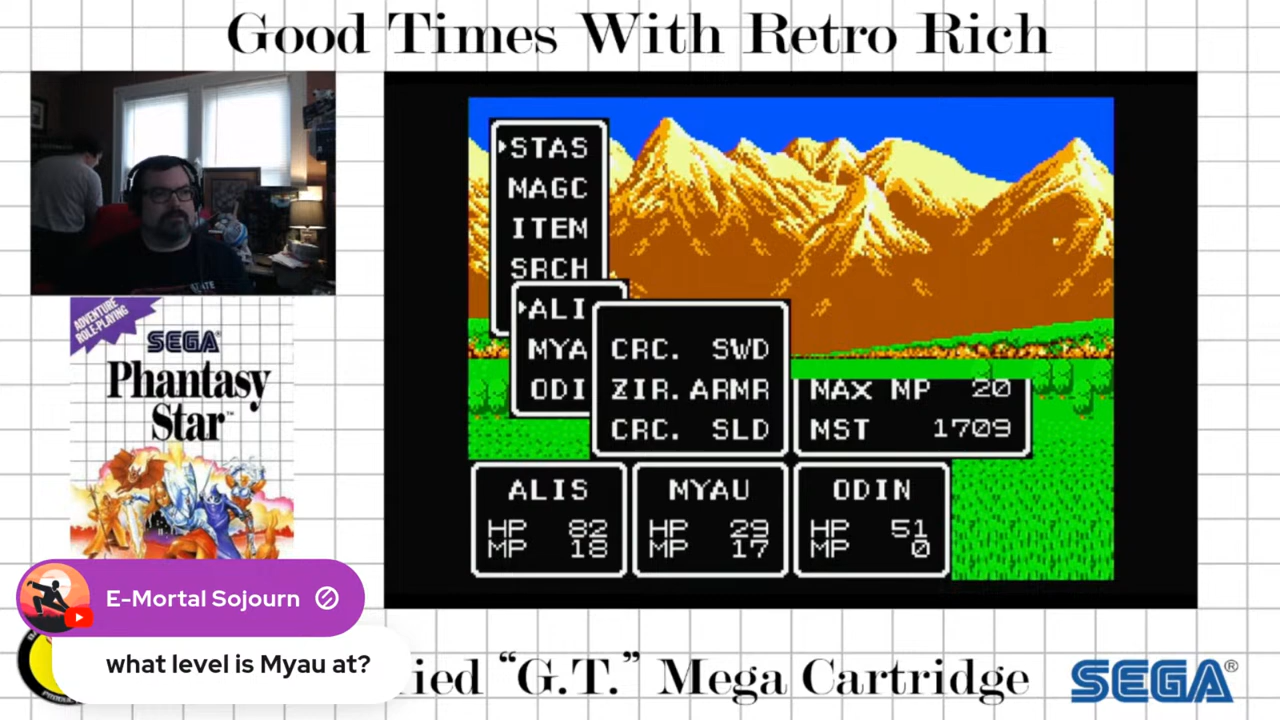 Good Times With Retro Rich
STAS
MAGC
ITEM
SRCH
ALI
MYA
ODI
CRC. SWD
ZIR. ARMR
CRC. SLD
MAX MP 20
MST 1709
ALIS
HP 82
MP 18
MYAU
HP 29
MP 17
ODIN
HP 51
MP 0
ADVENTURE
ROLE-PLAYING
SEGA®
Phantasy
Star™
E-Mortal Sojourn
what level is Myau at?
lied “G.T.” Mega Cartridge
SEGA®